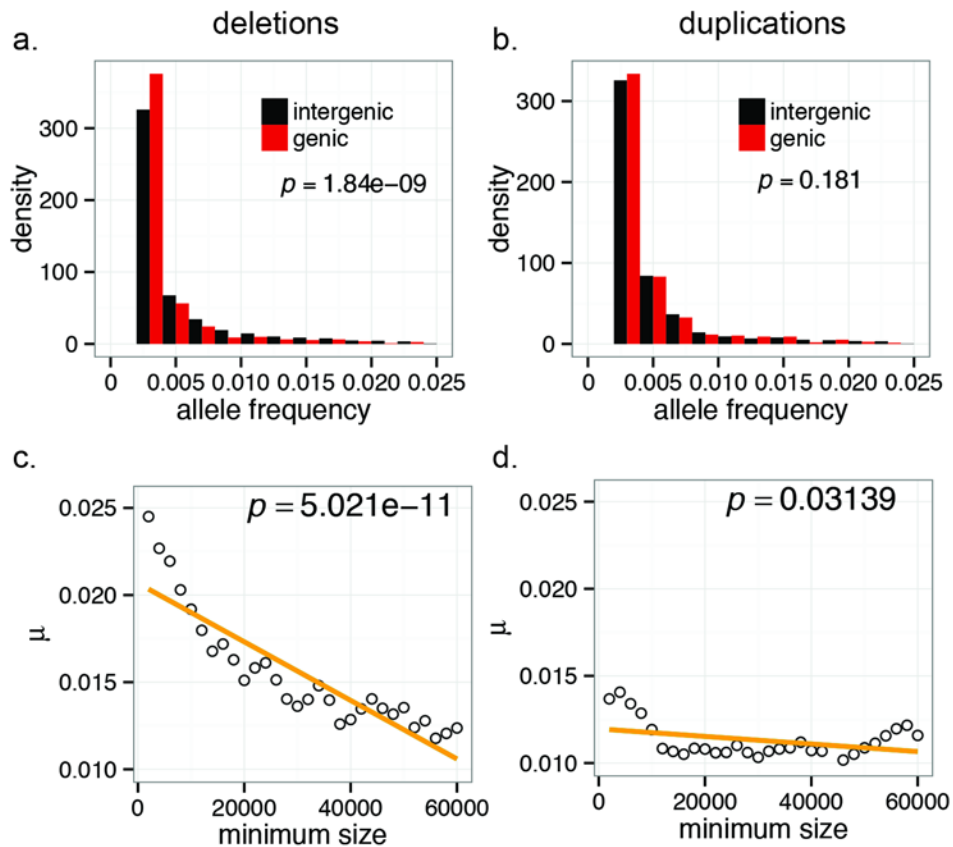 deletions
duplications
a.
b.
300
200
100
0
density
intergenic
genic
p = 1.84e−09
0
0.005
0.010
0.015
0.020
0.025
allele frequency
300
200
100
0
density
intergenic
genic
p = 0.181
0
0.005
0.010
0.015
0.020
0.025
allele frequency
c.
d.
0.025
0.020
0.015
0.010
μ
p = 5.021e−11
0
20000
40000
60000
minimum size
0.025
0.020
0.015
0.010
μ
p = 0.03139
0
20000
40000
60000
minimum size